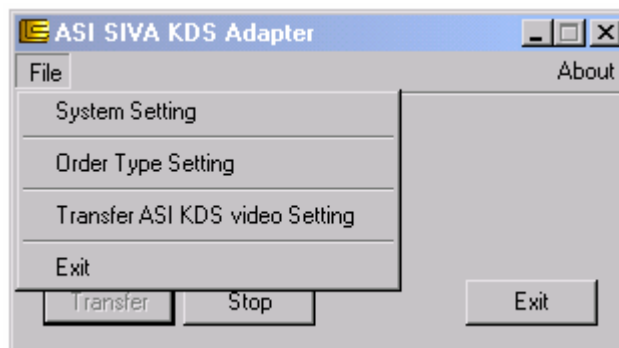 ASI SIVA KDS Adapter
File About
System Setting
Order Type Setting
Transfer ASI KDS video Setting
Exit
Transfer Stop Exit